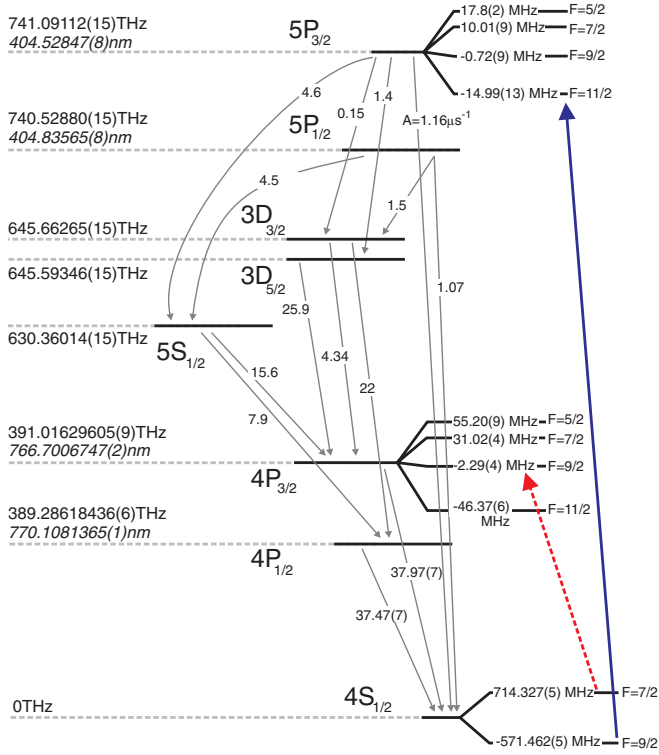 741.09112(15)THz
404.52847(8)nm
5P3/2
17.8(2) MHz F=5/2
10.01(9) MHz F=7/2
-0.72(9) MHz F=9/2
-14.99(13) MHz F=11/2
4.6
0.15
1.4
A=1.16μs-1
740.52880(15)THz
404.83565(8)nm
5P1/2
4.5
1.5
3D3/2
645.66265(15)THz
645.59346(15)THz
3D5/2
1.07
25.9
630.36014(15)THz
5S1/2
15.6
4.34
22
7.9
391.01629605(9)THz
766.7006747(2)nm
4P3/2
55.20(9) MHz F=5/2
31.02(4) MHz F=7/2
-2.29(4) MHz F=9/2
-46.37(6) MHz F=11/2
389.28618436(6)THz
770.1081365(1)nm
4P1/2
37.97(7)
37.47(7)
0THz
4S1/2
714.327(5) MHz F=7/2
-571.462(5) MHz F=9/2